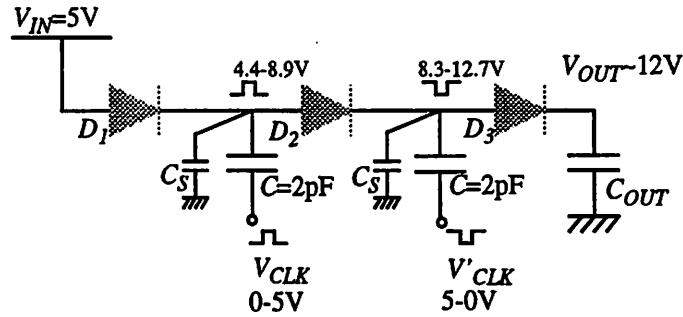 V_IN=5V
4.4-8.9V
8.3-12.7V
V_OUT~12V
D_1
D_2
D_3
C_S
C=2pF
C_S
C=2pF
C_OUT
V_CLK
0-5V
V'_CLK
5-0V